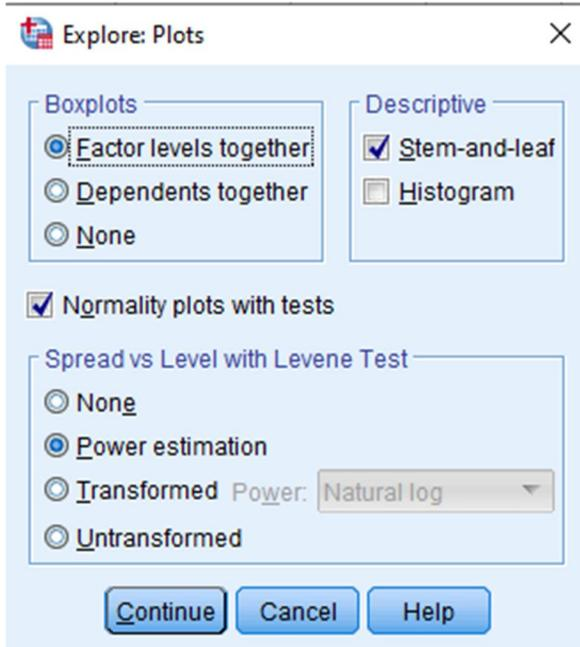 Explore: Plots
Boxplots
Factor levels together
Dependents together
None
Descriptive
Stem-and-leaf
Histogram
Normality plots with tests
Spread vs Level with Levene Test
None
Power estimation
Transformed Power: Natural log
Untransformed
Continue Cancel Help